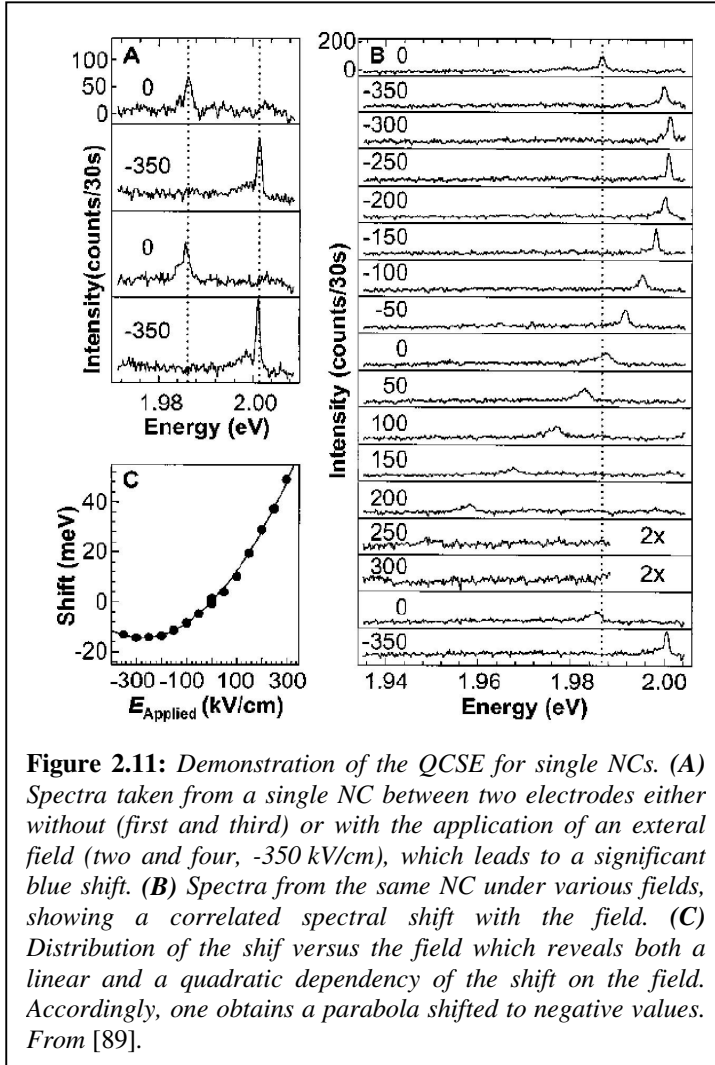 A
100
50
0
0
-350
0
-350
Intensity(counts/30s)
1.98 2.00
Energy (eV)
C
40
20
0
-20
Shift (meV)
-300 -100 100 300
E Applied (kV/cm)
200
0
B
0
-350
-300
-250
-200
-150
-100
-50
0
50
100
150
200
250 2x
300 2x
0
-350
Intensity (counts/30s)
1.94 1.96 1.98 2.00
Energy (eV)
Figure 2.11: Demonstration of the QCSE for single NCs. (A)
Spectra taken from a single NC between two electrodes either
without (first and third) or with the application of an exteral
field (two and four, -350 kV/cm), which leads to a significant
blue shift. (B) Spectra from the same NC under various fields,
showing a correlated spectral shift with the field. (C)
Distribution of the shif versus the field which reveals both a
linear and a quadratic dependency of the shift on the field.
Accordingly, one obtains a parabola shifted to negative values.
From [89].